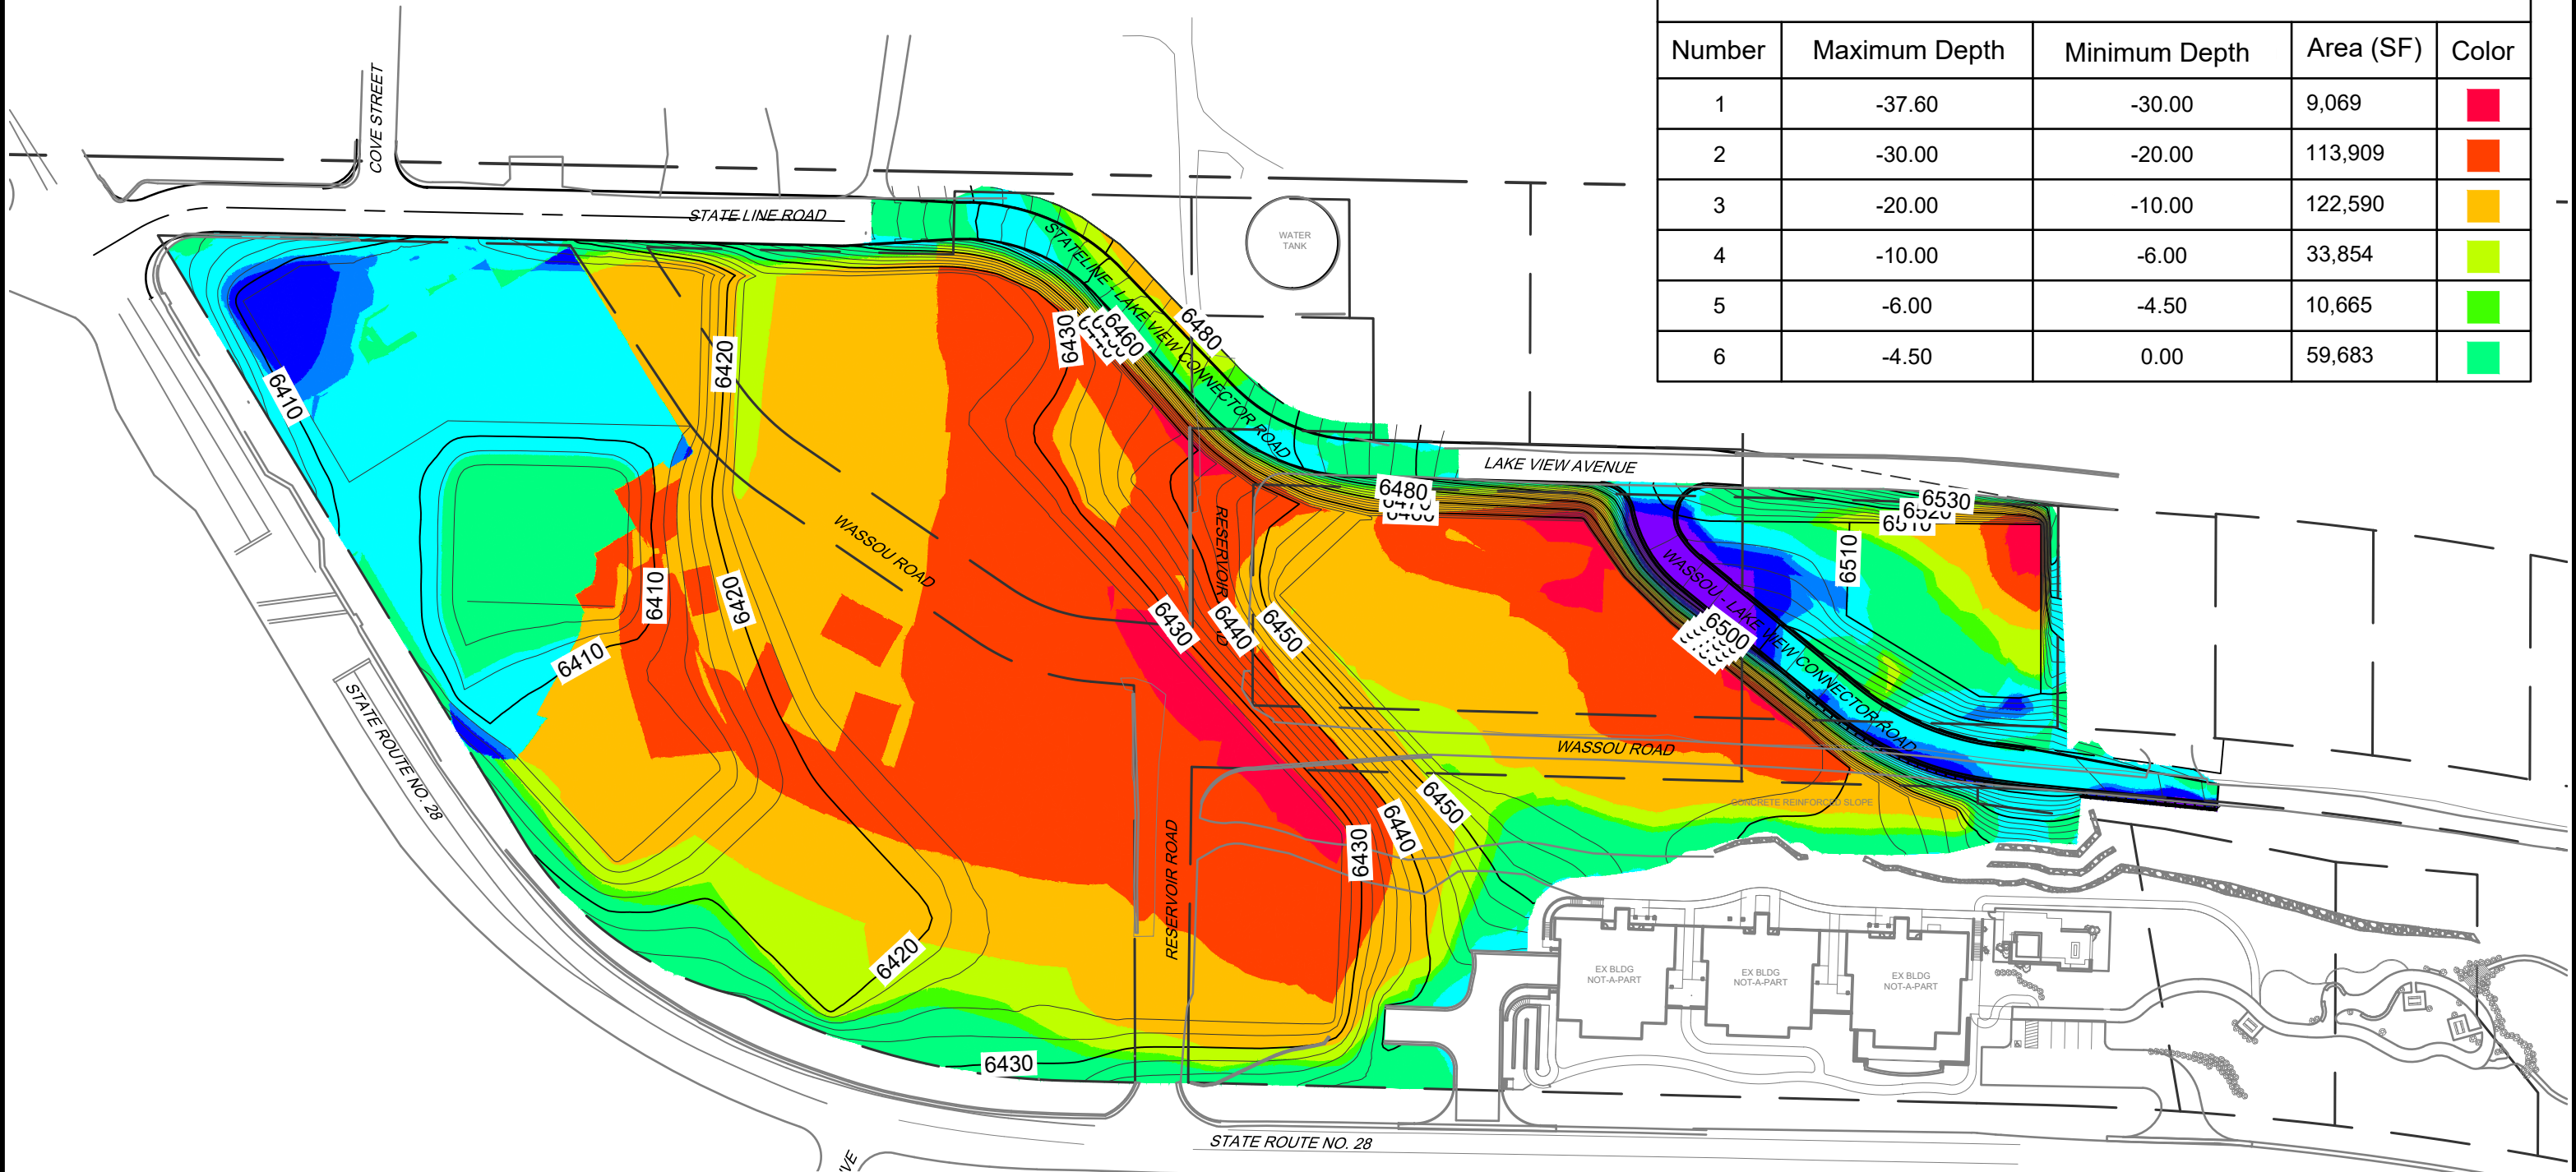 Number Maximum Depth Minimum Depth Area (SF) Color
1 -37.60 -30.00 9,069
2 -30.00 -20.00 113,909
3 -20.00 -10.00 122,590
4 -10.00 -6.00 33,854
5 -6.00 -4.50 10,665
6 -4.50 0.00 59,683
COVE STREET
STATE LINE ROAD
WATER
TANK
STATELINE - LAKE VIEW CONNECTOR ROAD
6480
6460
6430
6420
6410
LAKE VIEW AVENUE
6480
6470
6460
6530
6520
6510
6510
WASSOU ROAD
RESERVOIR
WASSOU - LAKE VIEW CONNECTOR ROAD
6500
6410
6420
6430
6440
6450
6410
STATE ROUTE NO. 28
WASSOU ROAD
CONCRETE REINFORCED SLOPE
6450
6440
6430
RESERVOIR ROAD
6420
6430
EX BLDG
NOT-A-PART
EX BLDG
NOT-A-PART
EX BLDG
NOT-A-PART
STATE ROUTE NO. 28